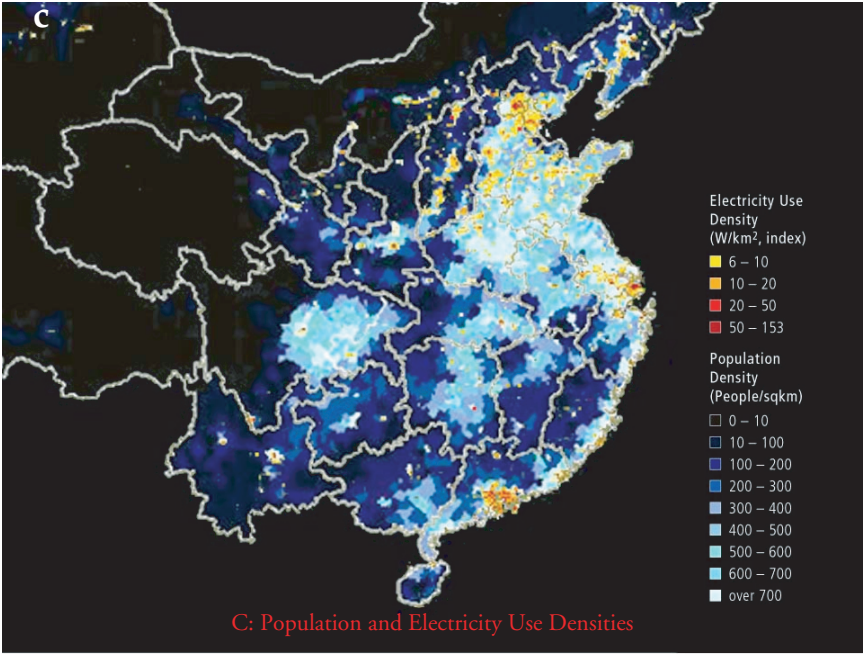 c
Electricity Use
Density
(W/km², index)
6 – 10
10 – 20
20 – 50
50 – 153
Population
Density
(People/sqkm)
0 – 10
10 – 100
100 – 200
200 – 300
300 – 400
400 – 500
500 – 600
600 – 700
over 700
C: Population and Electricity Use Densities